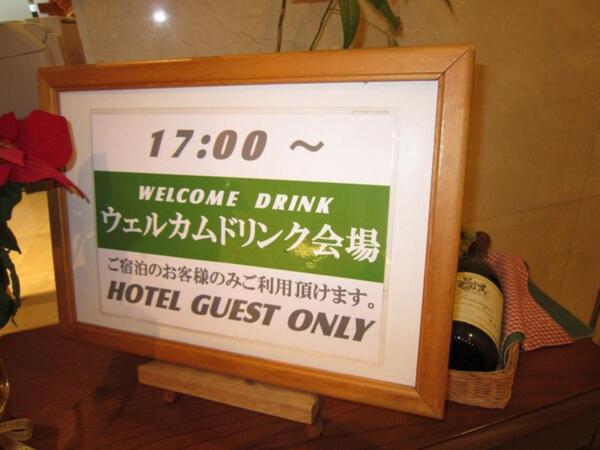 17:00 ～
WELCOME DRINK
ウェルカムドリンク会場
ご宿泊のお客様のみご利用頂けます。
HOTEL GUEST ONLY